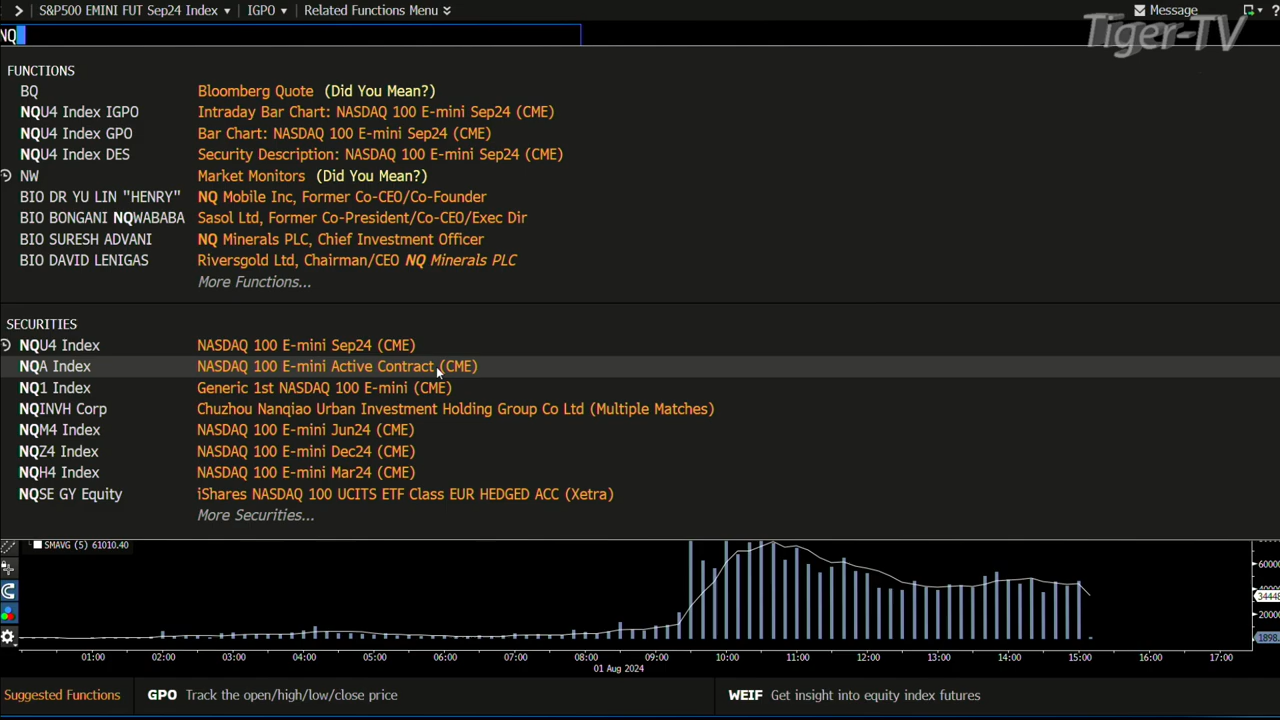 S&P500 EMINI FUT Sep24 Index ▾ IGPO ▾ Related Functions Menu
Message
Tiger-TV
NQ
FUNCTIONS
BQ Bloomberg Quote (Did You Mean?)
NQU4 Index IGPO Intraday Bar Chart: NASDAQ 100 E-mini Sep24 (CME)
NQU4 Index GPO Bar Chart: NASDAQ 100 E-mini Sep24 (CME)
NQU4 Index DES Security Description: NASDAQ 100 E-mini Sep24 (CME)
NW Market Monitors (Did You Mean?)
BIO DR YU LIN "HENRY" NQ Mobile Inc, Former Co-CEO/Co-Founder
BIO BONGANI NQWABABA Sasol Ltd, Former Co-President/Co-CEO/Exec Dir
BIO SURESH ADVANI NQ Minerals PLC, Chief Investment Officer
BIO DAVID LENIGAS Riversgold Ltd, Chairman/CEO NQ Minerals PLC
More Functions...
SECURITIES
NQU4 Index NASDAQ 100 E-mini Sep24 (CME)
NQA Index NASDAQ 100 E-mini Active Contract (CME)
NQ1 Index Generic 1st NASDAQ 100 E-mini (CME)
NQINVH Corp Chuzhou Nanqiao Urban Investment Holding Group Co Ltd (Multiple Matches)
NQM4 Index NASDAQ 100 E-mini Jun24 (CME)
NQZ4 Index NASDAQ 100 E-mini Dec24 (CME)
NQH4 Index NASDAQ 100 E-mini Mar24 (CME)
NQSE GY Equity iShares NASDAQ 100 UCITS ETF Class EUR HEDGED ACC (Xetra)
More Securities...
SMAVG (5) 61010.40
60000
34448
20000
1898.
01:00 02:00 03:00 04:00 05:00 06:00 07:00 08:00 09:00 10:00 11:00 12:00 13:00 14:00 15:00 16:00 17:00
01 Aug 2024
Suggested Functions GPO Track the open/high/low/close price WEIF Get insight into equity index futures